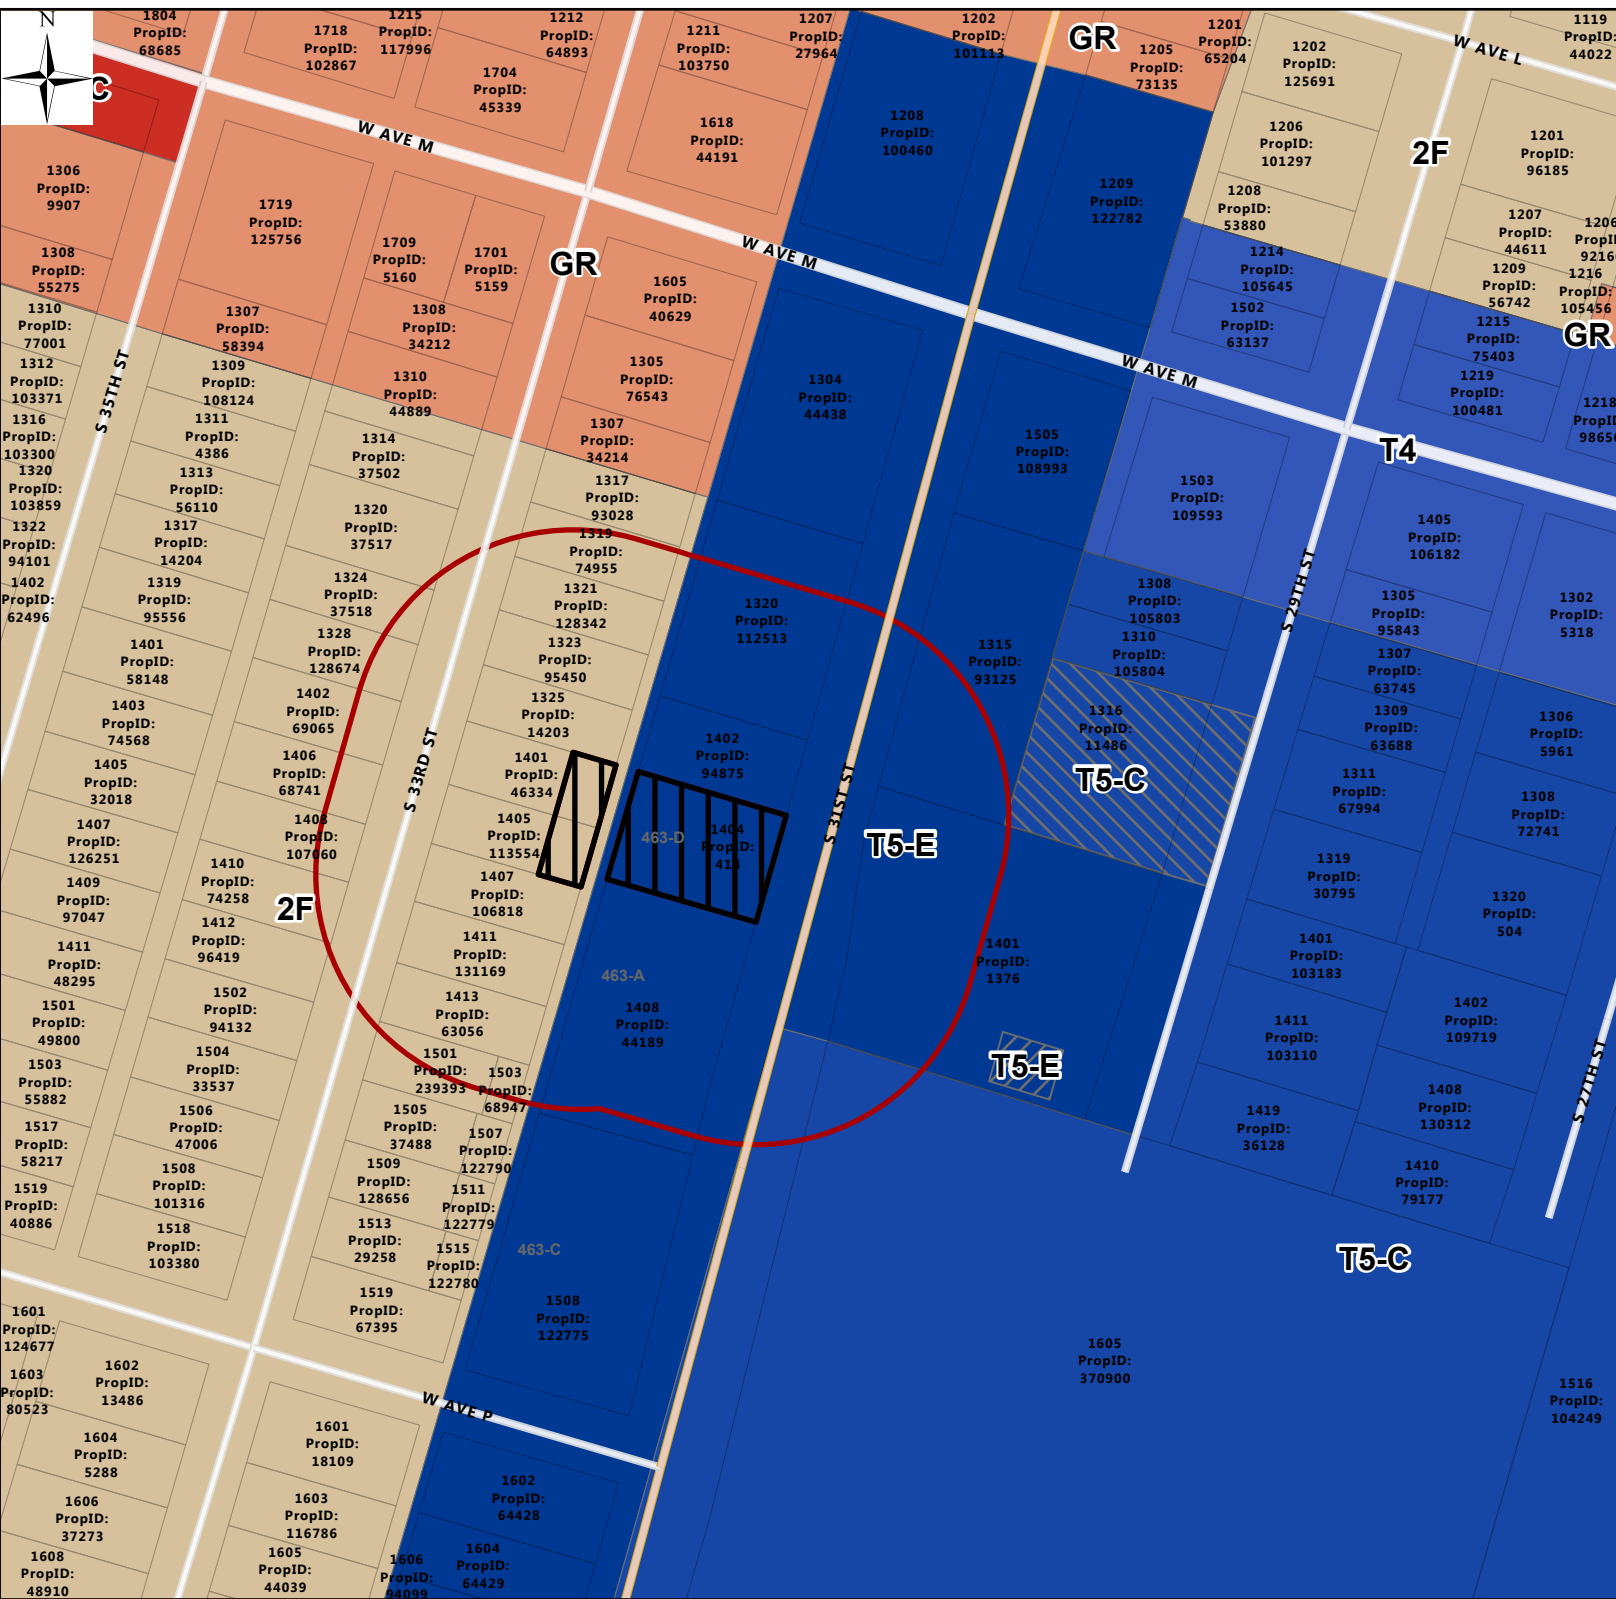 N
C
GR
GR
GR
2F
2F
T4
T5-C
T5-E
T5-E
T5-C
W AVE L
W AVE M
W AVE M
W AVE M
W AVE P
S 35TH ST
S 33RD ST
S 31ST ST
S 29TH ST
S 27TH ST
463-D
463-A
463-C
1804
PropID:
68685
1718
PropID:
102867
1215
PropID:
117996
1704
PropID:
45339
1212
PropID:
64893
1211
PropID:
103750
1618
PropID:
44191
1207
PropID:
27964
1202
PropID:
101113
1208
PropID:
100460
1209
PropID:
122782
1205
PropID:
73135
1201
PropID:
65204
1202
PropID:
125691
1206
PropID:
101297
1208
PropID:
53880
1119
PropID:
44022
1201
PropID:
96185
1207
PropID:
44611
1209
PropID:
56742
1206
1216
PropID:
105456
1214
PropID:
105645
1502
PropID:
63137
1215
PropID:
75403
1219
PropID:
100481
1218
1306
PropID:
9907
1308
PropID:
55275
1310
PropID:
77001
1312
PropID:
103371
1316
PropID:
103300
1320
PropID:
103859
1322
PropID:
94101
1402
PropID:
62496
1719
PropID:
125756
1709
PropID:
5160
1701
PropID:
5159
1307
PropID:
58394
1308
PropID:
34212
1310
PropID:
44889
1605
PropID:
40629
1305
PropID:
76543
1307
PropID:
34214
1309
PropID:
108124
1311
PropID:
4386
1313
PropID:
56110
1317
PropID:
14204
1319
PropID:
95556
1401
PropID:
58148
1403
PropID:
74568
1405
PropID:
32018
1407
PropID:
126251
1409
PropID:
97047
1411
PropID:
48295
1501
PropID:
49800
1503
PropID:
55882
1517
PropID:
58217
1519
PropID:
40886
1314
PropID:
37502
1320
PropID:
37517
1324
PropID:
37518
1328
PropID:
128674
1402
PropID:
69065
1406
PropID:
68741
1408
PropID:
107060
1410
PropID:
74258
1412
PropID:
96419
1502
PropID:
94132
1504
PropID:
33537
1506
PropID:
47006
1508
PropID:
101316
1518
PropID:
103380
1317
PropID:
93028
1319
PropID:
74955
1321
PropID:
128342
1323
PropID:
95450
1325
PropID:
14203
1401
PropID:
46334
1405
PropID:
113554
1407
PropID:
106818
1411
PropID:
131169
1413
PropID:
63056
1501
PropID:
239393
1503
PropID:
68947
1505
PropID:
37488
1507
PropID:
122790
1509
PropID:
128656
1511
PropID:
122779
1513
PropID:
29258
1515
PropID:
122780
1519
PropID:
67395
1304
PropID:
44438
1320
PropID:
112513
1402
PropID:
94875
1404
PropID:
1408
PropID:
44189
1508
PropID:
122775
1505
PropID:
108993
1315
PropID:
93125
1401
PropID:
1376
1503
PropID:
109593
1308
PropID:
105803
1310
PropID:
105804
1316
PropID:
11486
1405
PropID:
106182
1305
PropID:
95843
1302
PropID:
5318
1307
PropID:
63745
1309
PropID:
63688
1311
PropID:
67994
1306
PropID:
5961
1308
PropID:
72741
1319
PropID:
30795
1320
PropID:
504
1401
PropID:
103183
1402
PropID:
109719
1411
PropID:
103110
1408
PropID:
130312
1419
PropID:
36128
1410
PropID:
79177
1605
PropID:
370900
1516
PropID:
104249
1601
PropID:
124677
1603
PropID:
80523
1602
PropID:
13486
1604
PropID:
5288
1606
PropID:
37273
1608
PropID:
48910
1601
PropID:
18109
1603
PropID:
116786
1605
PropID:
44039
1602
PropID:
64428
1604
PropID:
64429
1606
PropID:
94099